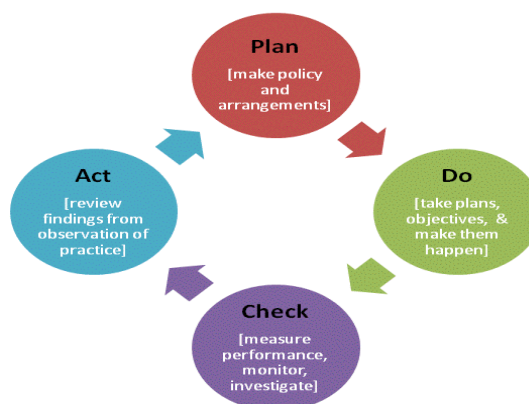 Plan
[make policy
and
arrangements]
Do
[take plans,
objectives, &
make them
happen]
Check
[measure
performance,
monitor,
investigate]
Act
[review
findings from
observation of
practice]